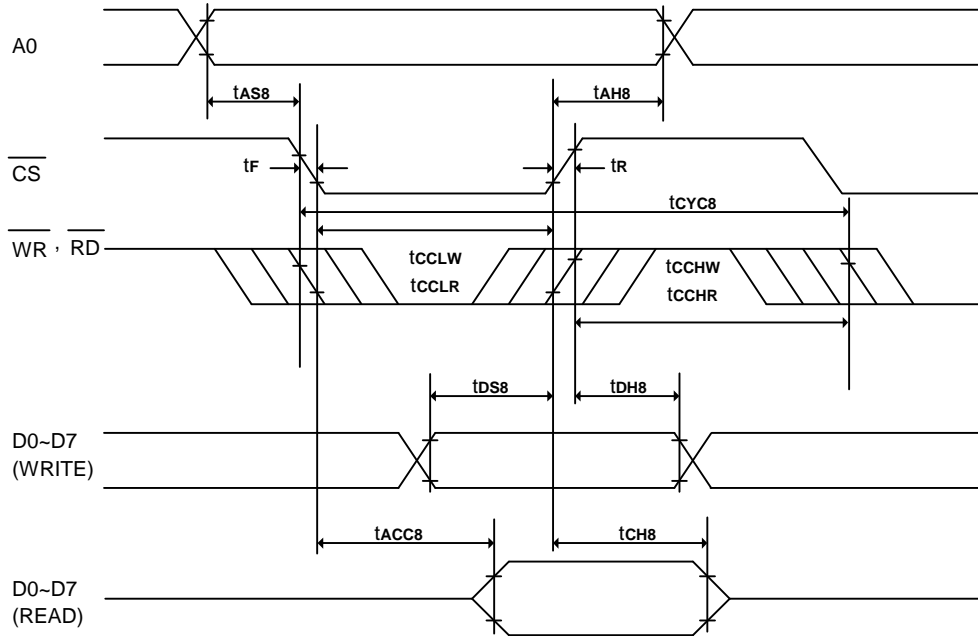 A0
tAS8
tAH8
CS
tF
tR
tCYC8
WR , RD
tCCLW
tCCHW
tCCLR
tCCHR
tDS8
tDH8
D0~D7
(WRITE)
tACC8
tCH8
D0~D7
(READ)